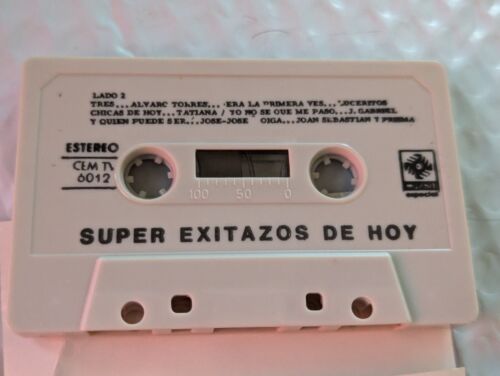 LADO 2
TRES...ALVARO TORRES...ERA LA PRIMERA VES...LUCERITOS
CHICAS DE HOY...TATIANA / YO NO SE QUE ME PASO...J. GABRIEL
Y QUIEN PUEDE SER...JOSE-JOSE OIGA...JOAN SEBASTIAN Y PRISMA
ESTEREO
CEM TV
6012
100 50 0
especial
SUPER EXITAZOS DE HOY